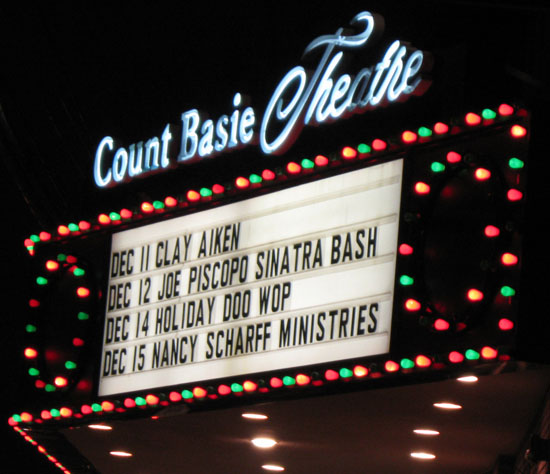 Count Basie Theatre
DEC 11 CLAY AIKEN
DEC 12 JOE PISCOPO SINATRA BASH
DEC 14 HOLIDAY DOO WOP
DEC 15 NANCY SCHARFF MINISTRIES